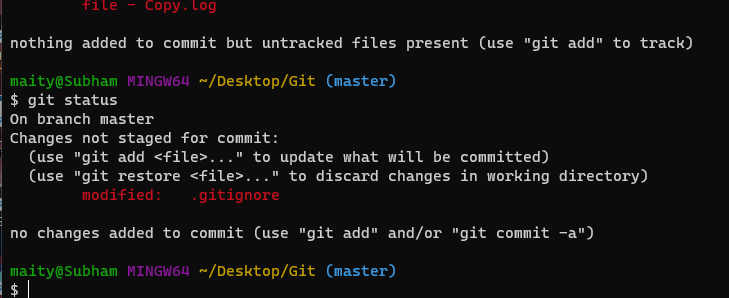 file - Copy.log
nothing added to commit but untracked files present (use "git add" to track)
maity@Subham MINGW64 ~/Desktop/Git (master)
$ git status
On branch master
Changes not staged for commit:
(use "git add <file>..." to update what will be committed)
(use "git restore <file>..." to discard changes in working directory)
modified:   .gitignore
no changes added to commit (use "git add" and/or "git commit -a")
maity@Subham MINGW64 ~/Desktop/Git (master)
$